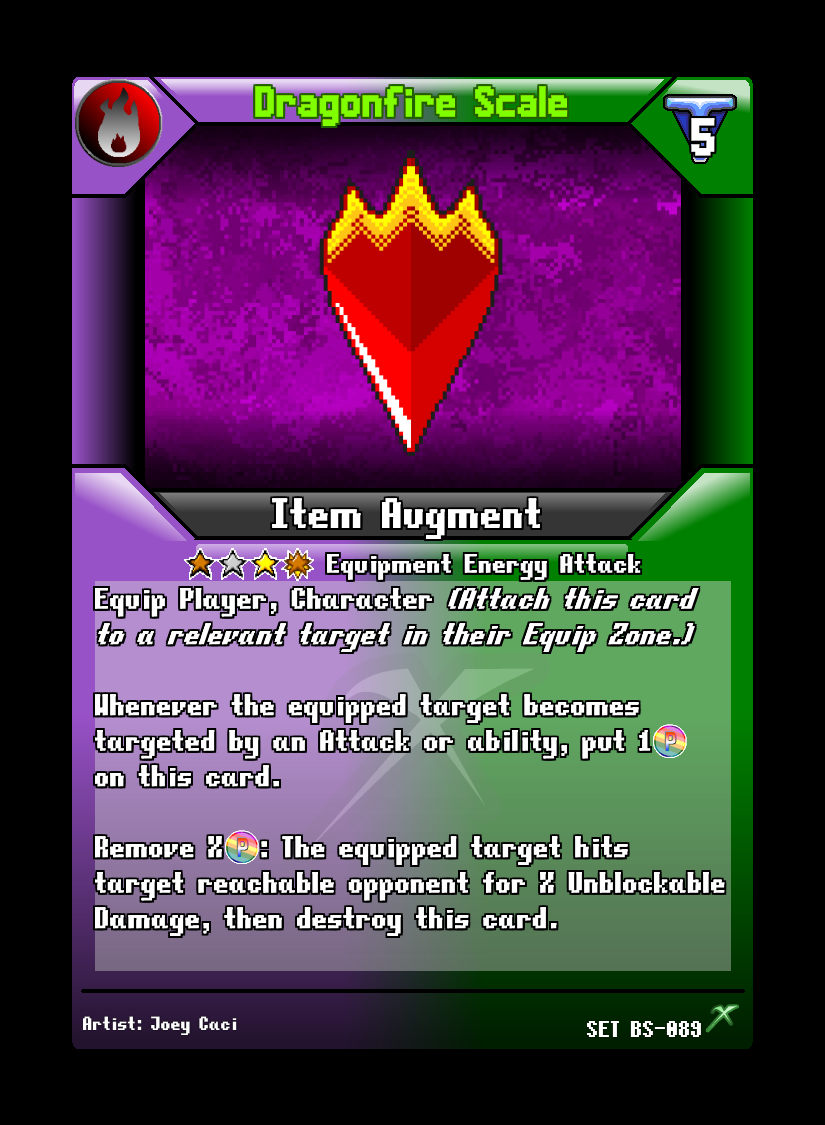 Dragonfire Scale
5
Item Augment
Equipment Energy Attack
Equip Player, Character (Attach this card
to a relevant target in their Equip Zone.)
Whenever the equipped target becomes
targeted by an Attack or ability, put 1 P
on this card.
Remove X P: The equipped target hits
target reachable opponent for X Unblockable
Damage, then destroy this card.
Artist: Joey Caci
SET BS-089